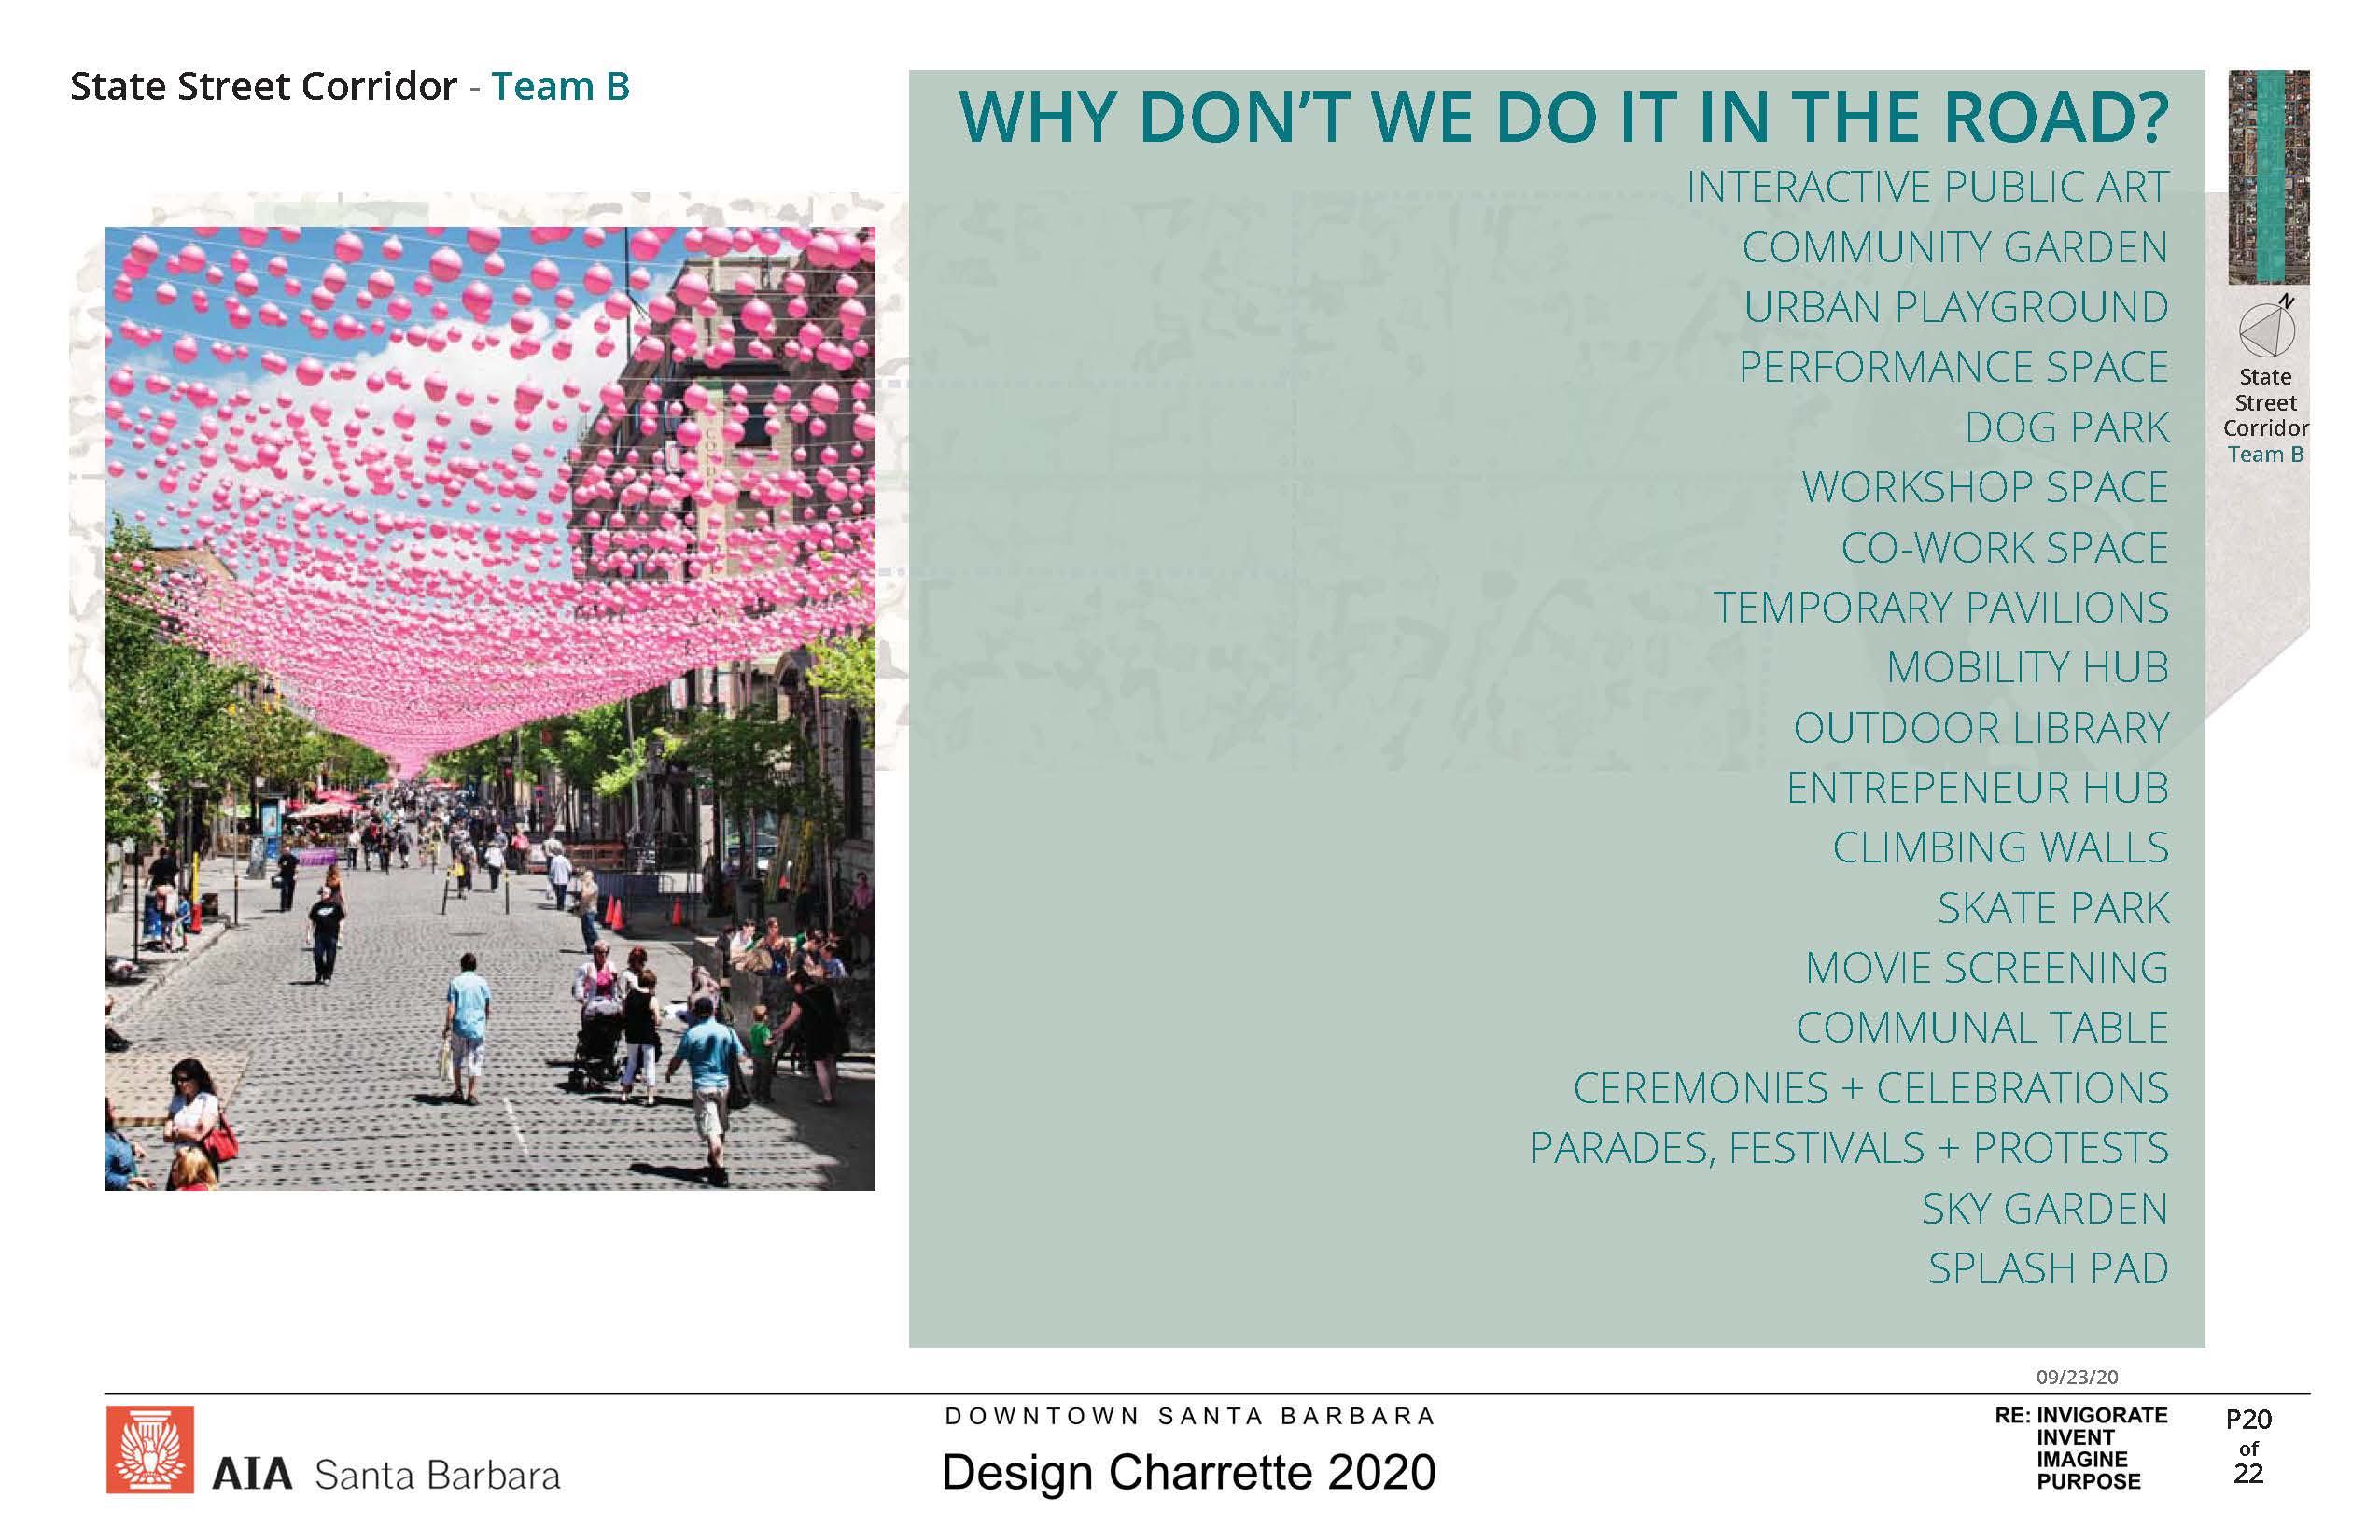 State Street Corridor - Team B
WHY DON'T WE DO IT IN THE ROAD?
INTERACTIVE PUBLIC ART
COMMUNITY GARDEN
URBAN PLAYGROUND
PERFORMANCE SPACE
DOG PARK
WORKSHOP SPACE
CO-WORK SPACE
TEMPORARY PAVILIONS
MOBILITY HUB
OUTDOOR LIBRARY
ENTREPENEUR HUB
CLIMBING WALLS
SKATE PARK
MOVIE SCREENING
COMMUNAL TABLE
CEREMONIES + CELEBRATIONS
PARADES, FESTIVALS + PROTESTS
SKY GARDEN
SPLASH PAD
N
State
Street
Corridor
Team B
09/23/20
AIA Santa Barbara
DOWNTOWN SANTA BARBARA
Design Charrette 2020
RE: INVIGORATE
INVENT
IMAGINE
PURPOSE
P20
of
22